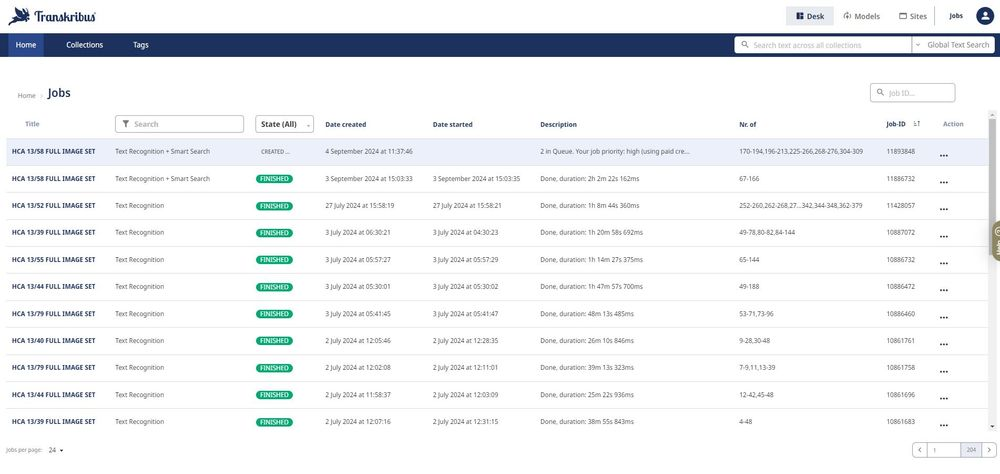 Transkribus
Desk Models Sites Jobs
Home Collections Tags Search text across all collections Global Text Search
Home Jobs Job ID...
Title Search State (All) Date created Date started Description Nr. of Job-ID Action
HCA 13/58 FULL IMAGE SET Text Recognition + Smart Search CREATED ... 4 September 2024 at 11:37:46 2 in Queue. Your job priority: high (using paid cre... 170-194,196-213,225-266,268-276,304-309 11893848 ...
HCA 13/58 FULL IMAGE SET Text Recognition + Smart Search FINISHED 3 September 2024 at 15:03:33 3 September 2024 at 15:03:35 Done, duration: 2h 2m 22s 162ms 67-166 11886732 ...
HCA 13/52 FULL IMAGE SET Text Recognition FINISHED 27 July 2024 at 15:58:19 27 July 2024 at 15:58:21 Done, duration: 1h 8m 44s 360ms 252-260,262-268,27...342,344-348,362-379 11428057 ...
HCA 13/39 FULL IMAGE SET Text Recognition FINISHED 3 July 2024 at 06:30:21 3 July 2024 at 04:30:23 Done, duration: 1h 20m 58s 692ms 49-78,80-82,84-144 10887072 ...
HCA 13/55 FULL IMAGE SET Text Recognition FINISHED 3 July 2024 at 05:57:27 3 July 2024 at 05:57:29 Done, duration: 1h 14m 27s 375ms 65-144 10886732 ...
HCA 13/44 FULL IMAGE SET Text Recognition FINISHED 3 July 2024 at 05:30:01 3 July 2024 at 05:30:02 Done, duration: 1h 47m 57s 700ms 49-188 10886472 ...
HCA 13/79 FULL IMAGE SET Text Recognition FINISHED 3 July 2024 at 05:41:45 3 July 2024 at 05:41:47 Done, duration: 48m 13s 485ms 53-71,73-96 10886460 ...
HCA 13/40 FULL IMAGE SET Text Recognition FINISHED 2 July 2024 at 12:05:46 2 July 2024 at 12:28:35 Done, duration: 26m 10s 846ms 9-28,30-48 10861761 ...
HCA 13/79 FULL IMAGE SET Text Recognition FINISHED 2 July 2024 at 12:02:08 2 July 2024 at 12:11:01 Done, duration: 39m 13s 323ms 7-9,11,13-39 10861758 ...
HCA 13/44 FULL IMAGE SET Text Recognition FINISHED 2 July 2024 at 11:58:37 2 July 2024 at 12:03:09 Done, duration: 25m 22s 936ms 12-42,45-48 10861696 ...
HCA 13/39 FULL IMAGE SET Text Recognition FINISHED 2 July 2024 at 12:07:16 2 July 2024 at 12:31:15 Done, duration: 38m 55s 843ms 4-48 10861683 ...
Jobs per page: 24 1 204